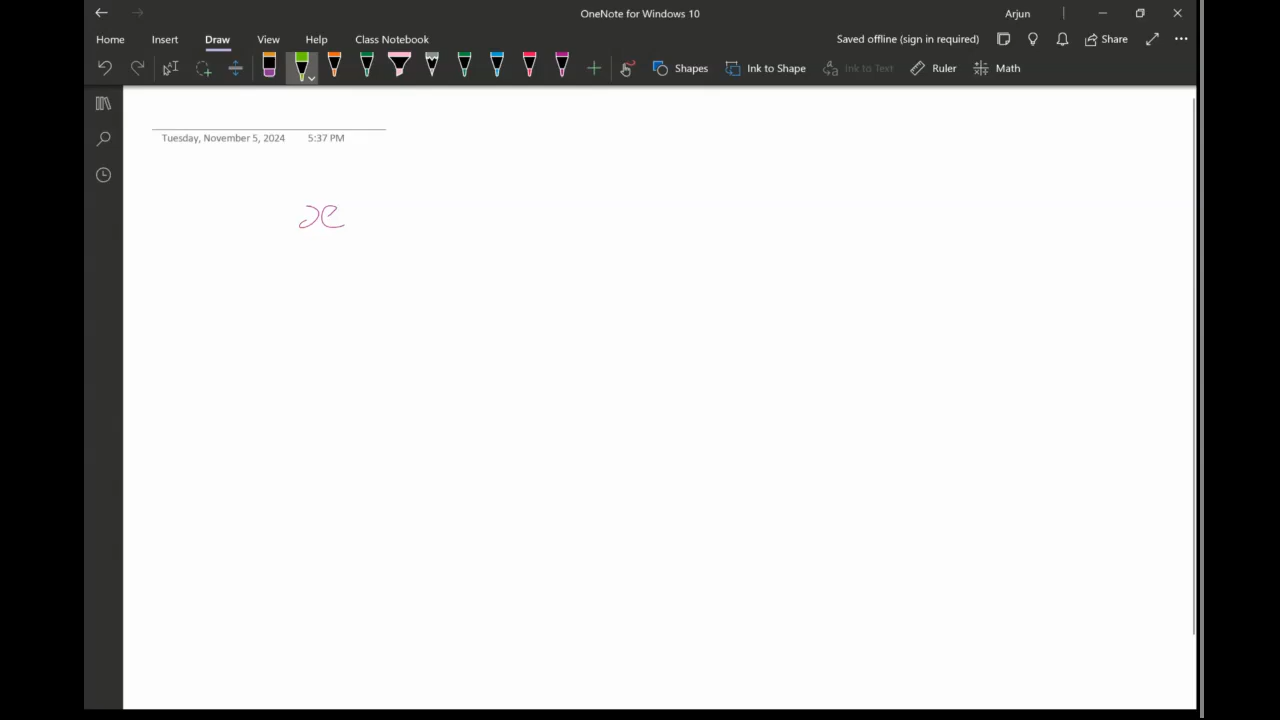 OneNote for Windows 10
Arjun
Home Insert Draw View Help Class Notebook
Saved offline (sign in required) Share
Shapes Ink to Shape Ink to Text Ruler Math
Tuesday, November 5, 2024 5:37 PM
x